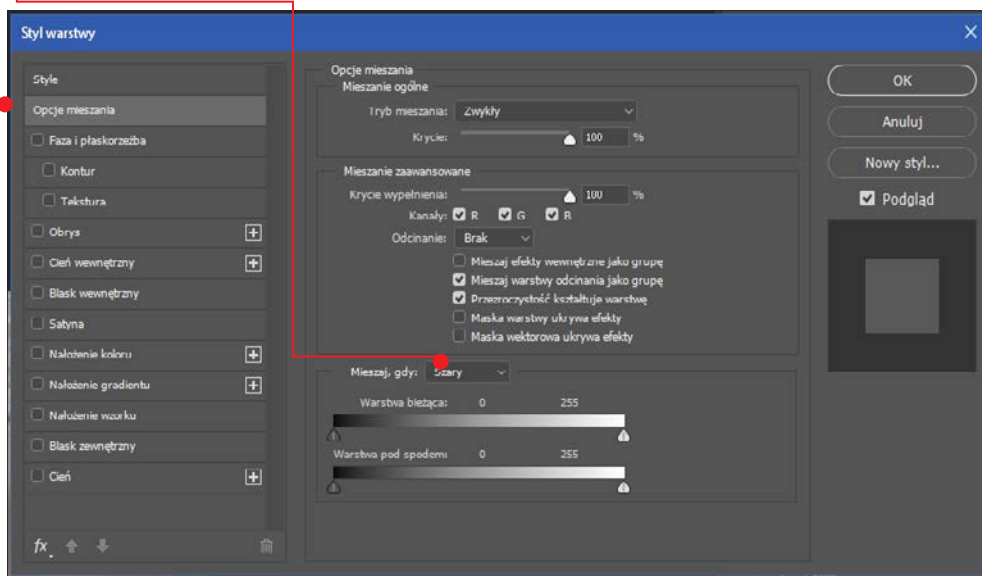 Styl warstwy
Style
Opcje mieszania
Faza i płaskorzeźba
Kontur
Tekstura
Obrys
Cień wewnętrzny
Blask wewnętrzny
Satyna
Nałożenie koloru
Nałożenie gradientu
Nałożenie wzorku
Blask zewnętrzny
Cień
fx
Opcje mieszania
Mieszanie ogólne
Tryb mieszania: Zwykły
Krycie: 100 %
Mieszanie zaawansowane
Krycie wypełnienia: 100 %
Kanały: R G B
Odcinanie: Brak
Mieszaj efekty wewnętrzne jako grupę
Mieszaj warstwy odcinania jako grupę
Przezroczystość kształtuje warstwę
Maska warstwy ukrywa efekty
Maska wektorowa ukrywa efekty
Mieszaj, gdy: Szary
Warstwa bieżąca: 0 255
Warstwa pod spodem: 0 255
OK
Anuluj
Nowy styl...
Podgląd